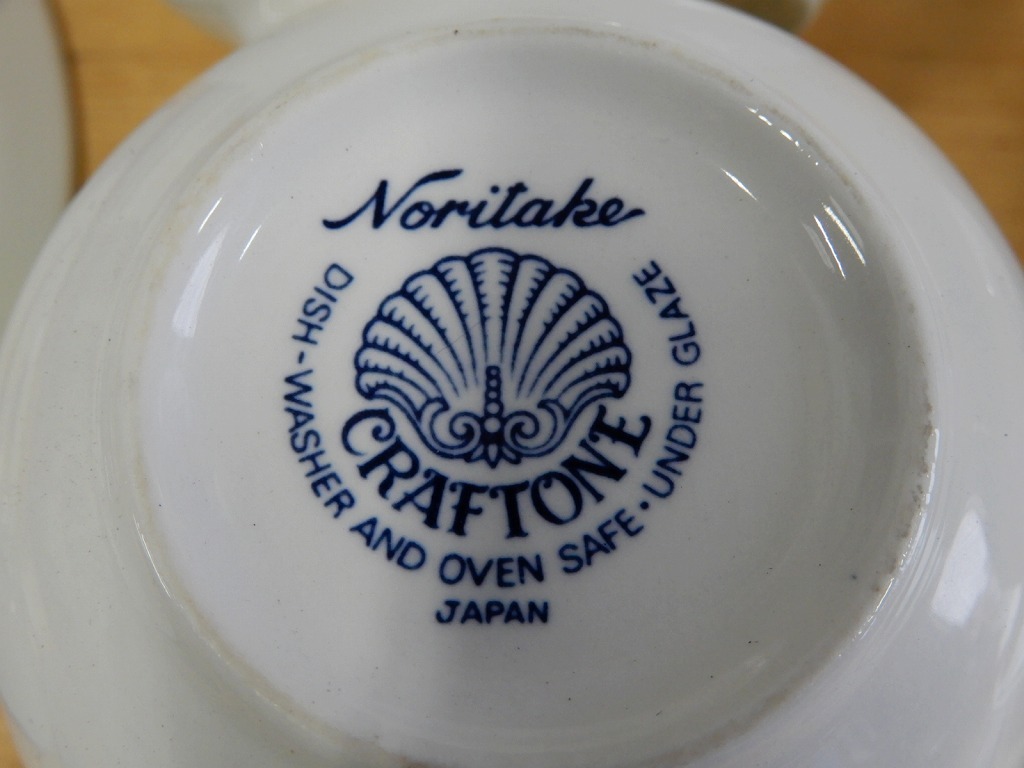 Noritake
CRAFTONE
DISH-WASHER AND OVEN SAFE · UNDER GLAZE
JAPAN